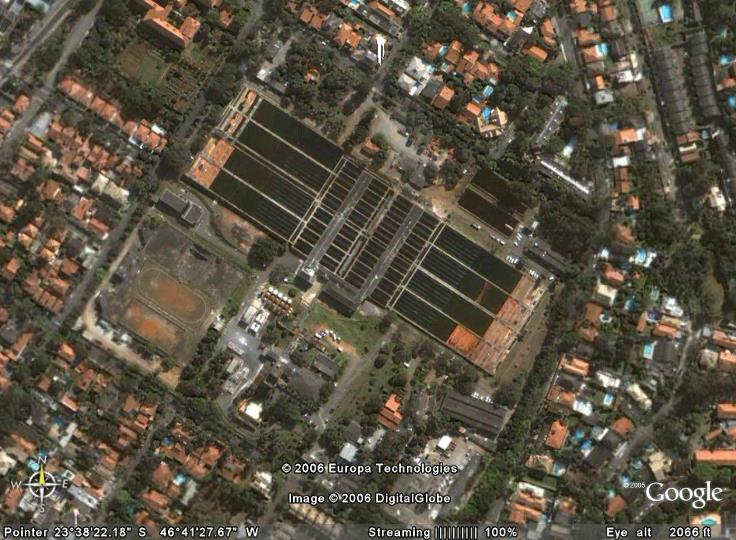 N
W E
S
© 2006 Europa Technologies
Image © 2006 DigitalGlobe
© 2005 Google
Pointer 23°38'22.18" S 46°41'27.67" W Streaming |||||||||| 100% Eye alt 2066 ft